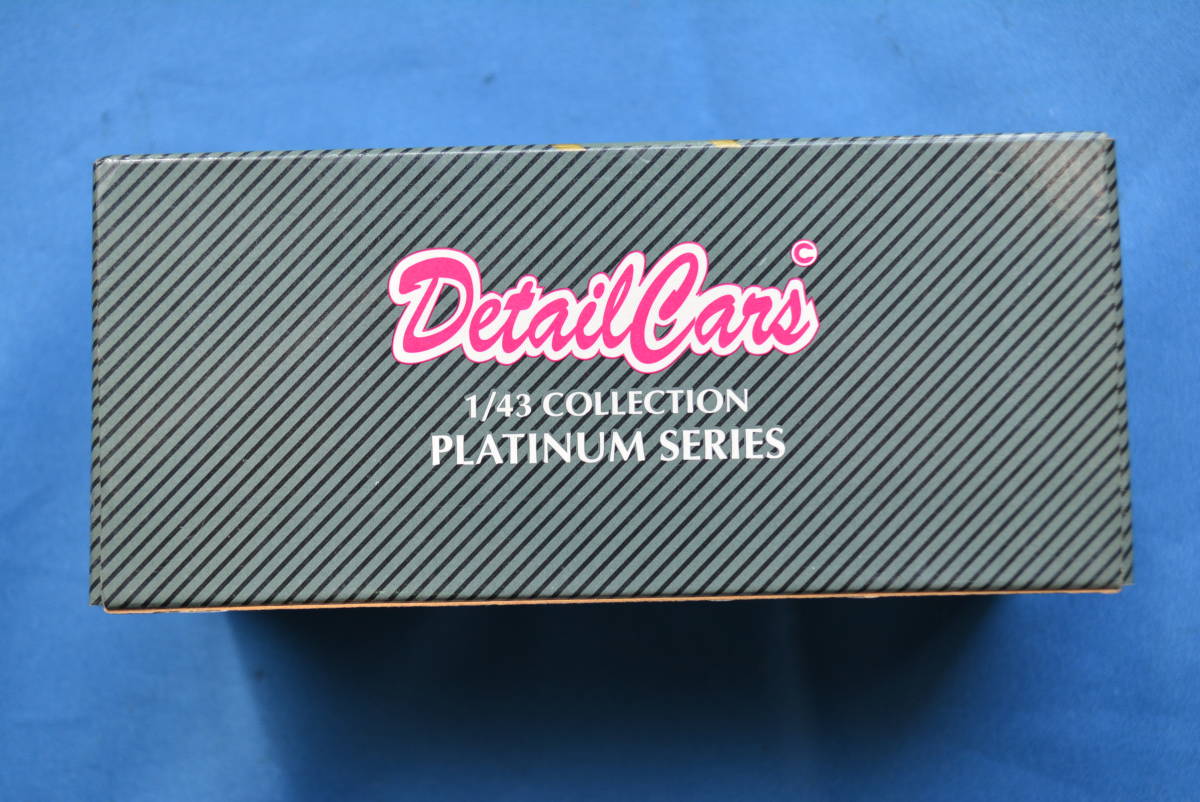 DetailCars ©
1/43 COLLECTION
PLATINUM SERIES